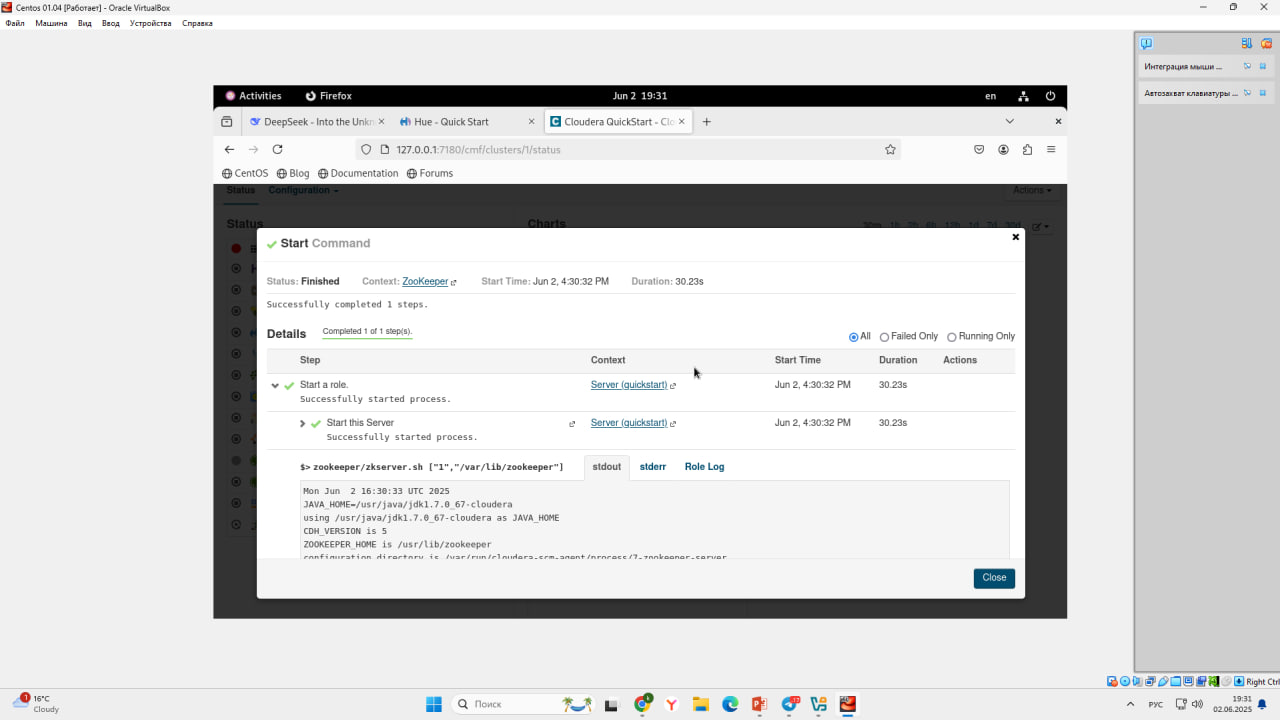 Centos 01.04 [Работает] - Oracle VirtualBox
Файл Машина Вид Ввод Устройства Справка
Интеграция мыши ...
Автозахват клавиатуры ...
Activities Firefox Jun 2 19:31 en
DeepSeek - Into the Unkn Hue - Quick Start Cloudera QuickStart - Clo
127.0.0.1:7180/cmf/clusters/1/status
CentOS Blog Documentation Forums
Status Configuration Actions
Status Charts 30m 1h 2h 6h 12h 1d 7d 30d
Start Command
Status: Finished Context: ZooKeeper Start Time: Jun 2, 4:30:32 PM Duration: 30.23s
Successfully completed 1 steps.
Details Completed 1 of 1 step(s). All Failed Only Running Only
Step Context Start Time Duration Actions
Start a role. Server (quickstart) Jun 2, 4:30:32 PM 30.23s
Successfully started process.
Start this Server Server (quickstart) Jun 2, 4:30:32 PM 30.23s
Successfully started process.
$> zookeeper/zkserver.sh ["1","/var/lib/zookeeper"] stdout stderr Role Log
Mon Jun 2 16:30:33 UTC 2025
JAVA_HOME=/usr/java/jdk1.7.0_67-cloudera
using /usr/java/jdk1.7.0_67-cloudera as JAVA_HOME
CDH_VERSION is 5
ZOOKEEPER_HOME is /usr/lib/zookeeper
configuration directory is /var/run/cloudera-scm-agent/process/7-zookeeper-server
Close
Right Ctrl
1 16°C
Cloudy
Поиск
РУС
19:31
02.06.2025